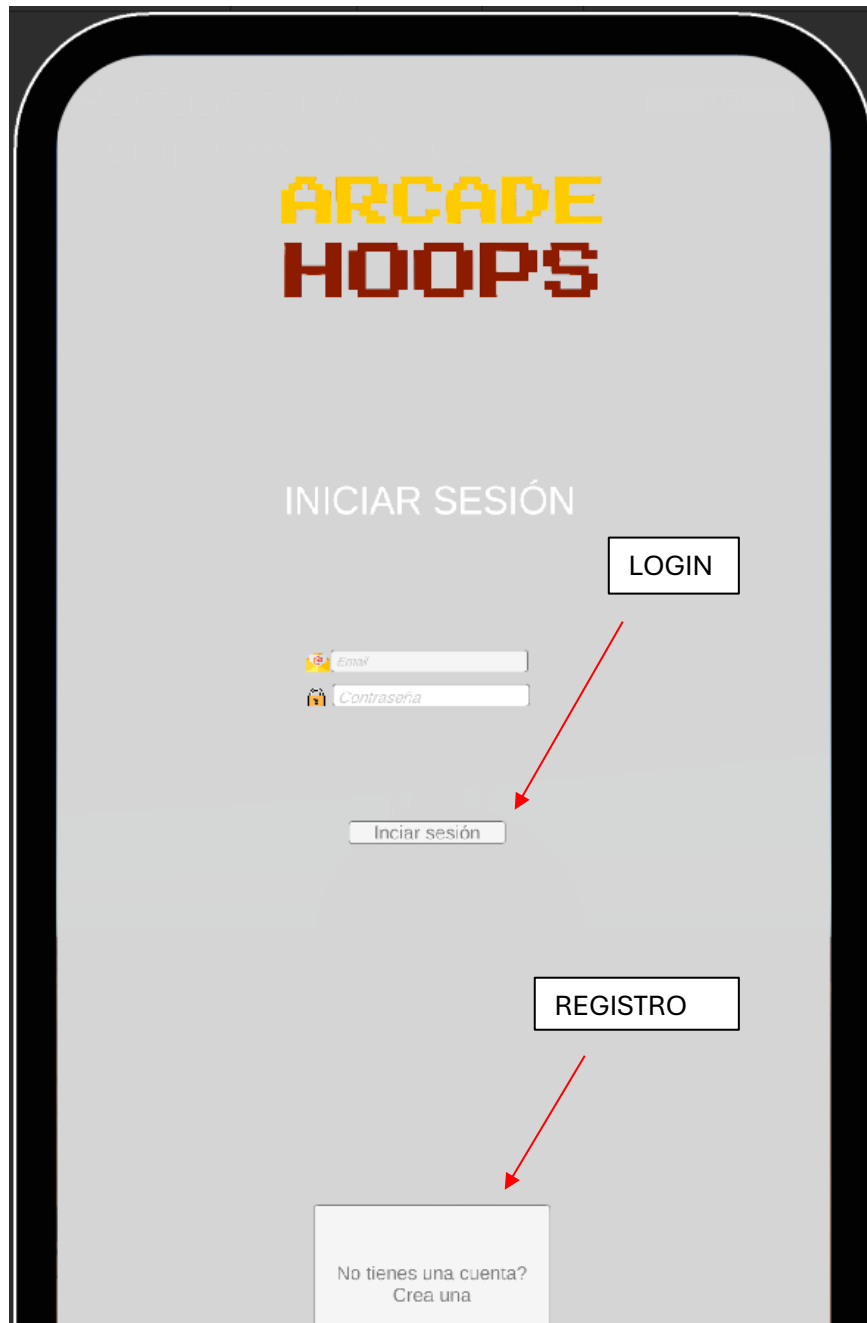 ARCADE
HOOPS
INICIAR SESIÓN
LOGIN
Email
Contraseña
Inciar sesión
REGISTRO
No tienes una cuenta?
Crea una